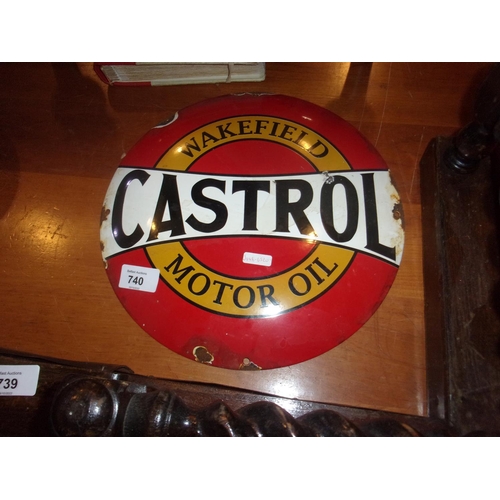 WAKEFIELD
CASTROL
MOTOR OIL
740
739